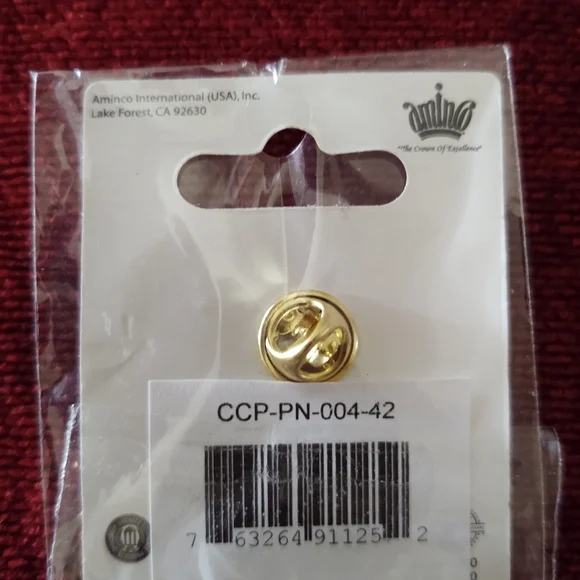 Aminco International (USA), Inc.
Lake Forest, CA 92630
aminco
"The Crown Of Excellence"
CCP-PN-004-42
7 63264 91125 2